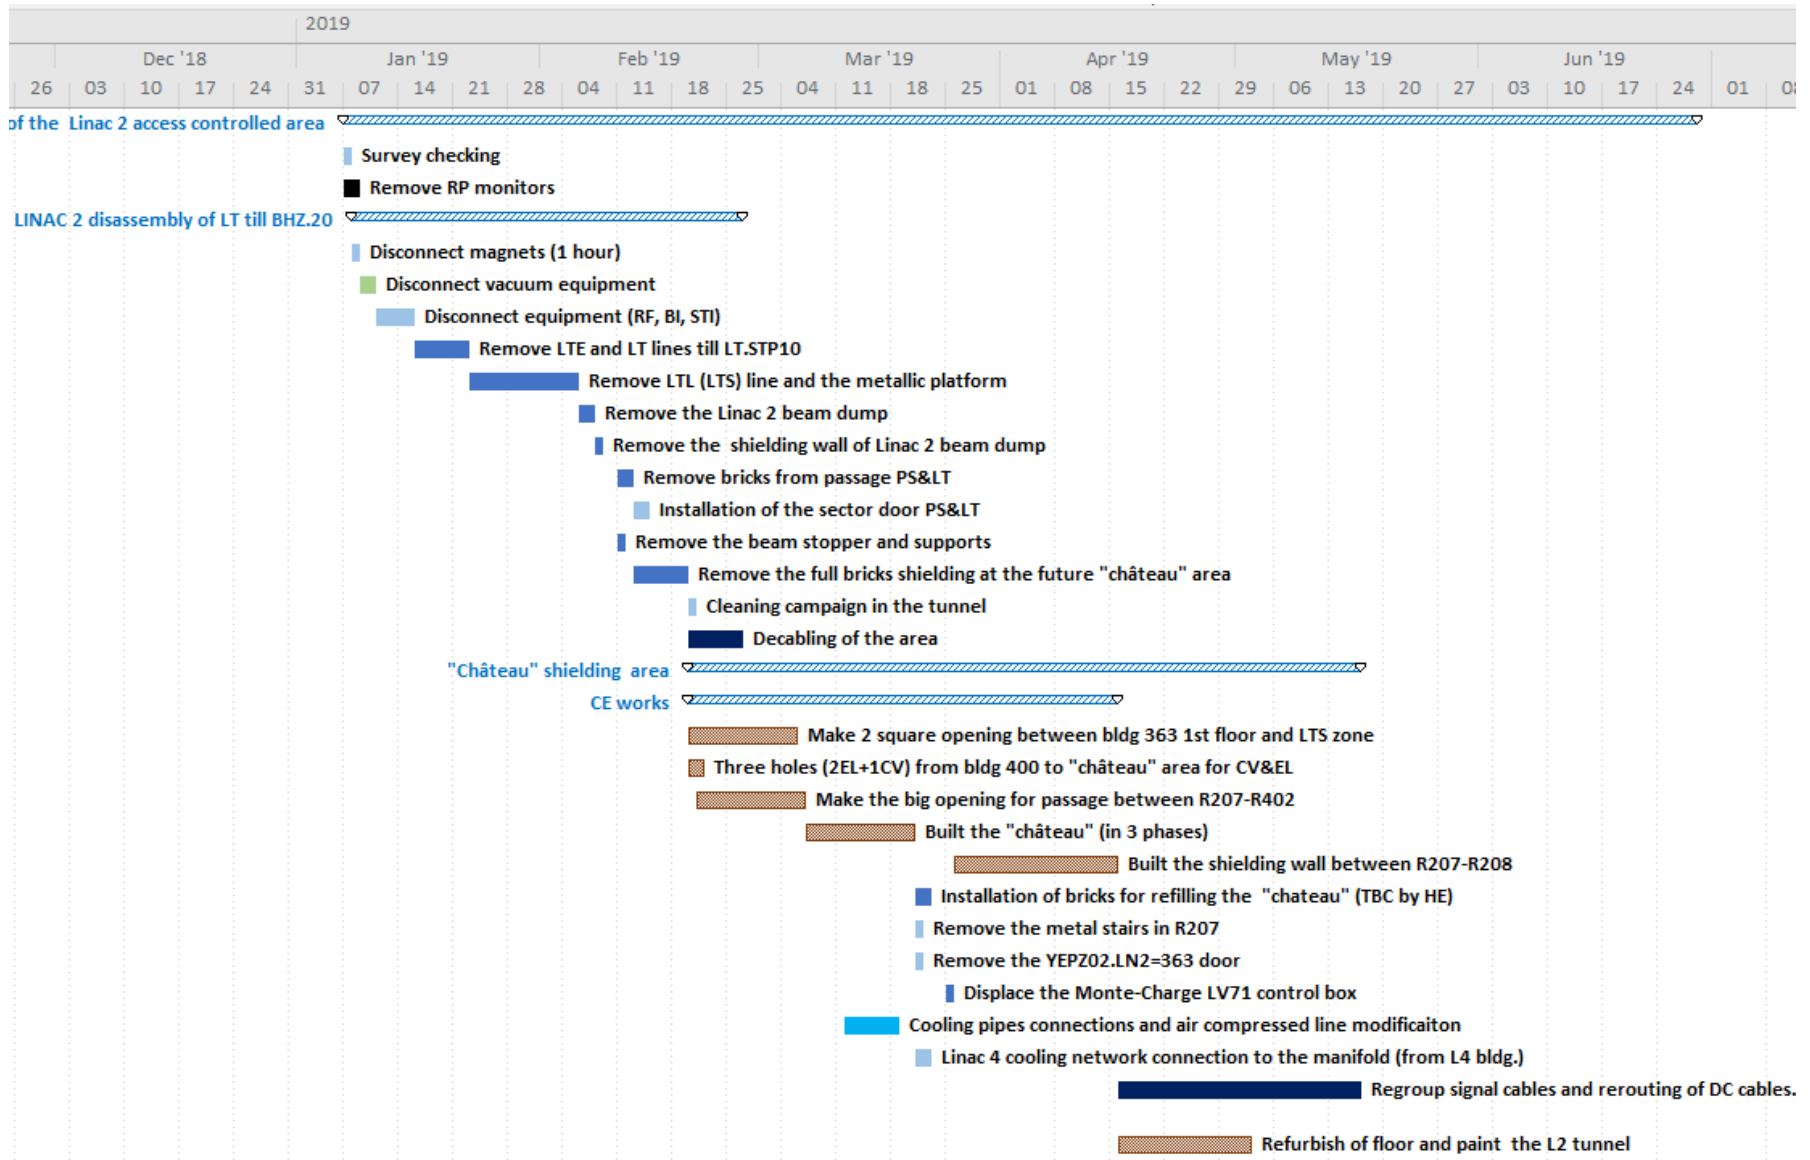 2019
Dec '18 Jan '19 Feb '19 Mar '19 Apr '19 May '19 Jun '19
26 03 10 17 24 31 07 14 21 28 04 11 18 25 04 11 18 25 01 08 15 22 29 06 13 20 27 03 10 17 24 01 08
of the Linac 2 access controlled area
Survey checking
Remove RP monitors
LINAC 2 disassembly of LT till BHZ.20
Disconnect magnets (1 hour)
Disconnect vacuum equipment
Disconnect equipment (RF, BI, STI)
Remove LTE and LT lines till LT.STP10
Remove LTL (LTS) line and the metallic platform
Remove the Linac 2 beam dump
Remove the shielding wall of Linac 2 beam dump
Remove bricks from passage PS&LT
Installation of the sector door PS&LT
Remove the beam stopper and supports
Remove the full bricks shielding at the future "château" area
Cleaning campaign in the tunnel
Decabling of the area
"Château" shielding area
CE works
Make 2 square opening between bldg 363 1st floor and LTS zone
Three holes (2EL+1CV) from bldg 400 to "château" area for CV&EL
Make the big opening for passage between R207-R402
Built the "château" (in 3 phases)
Built the shielding wall between R207-R208
Installation of bricks for refilling the "chateau" (TBC by HE)
Remove the metal stairs in R207
Remove the YEPZ02.LN2=363 door
Displace the Monte-Charge LV71 control box
Cooling pipes connections and air compressed line modificaiton
Linac 4 cooling network connection to the manifold (from L4 bldg.)
Regroup signal cables and rerouting of DC cables.
Refurbish of floor and paint the L2 tunnel